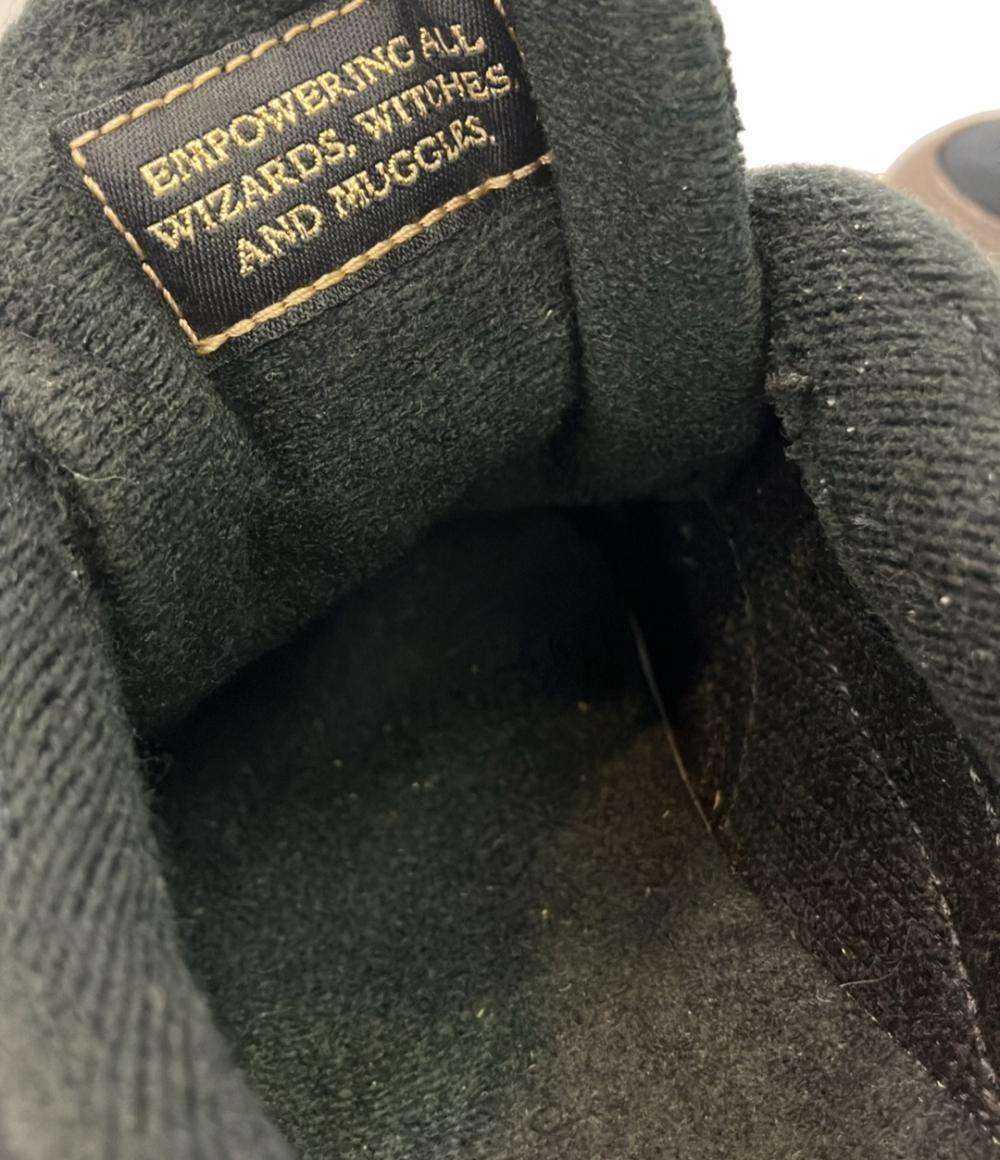 EMPOWERING ALL
WIZARDS, WITCHES,
AND MUGGLES.